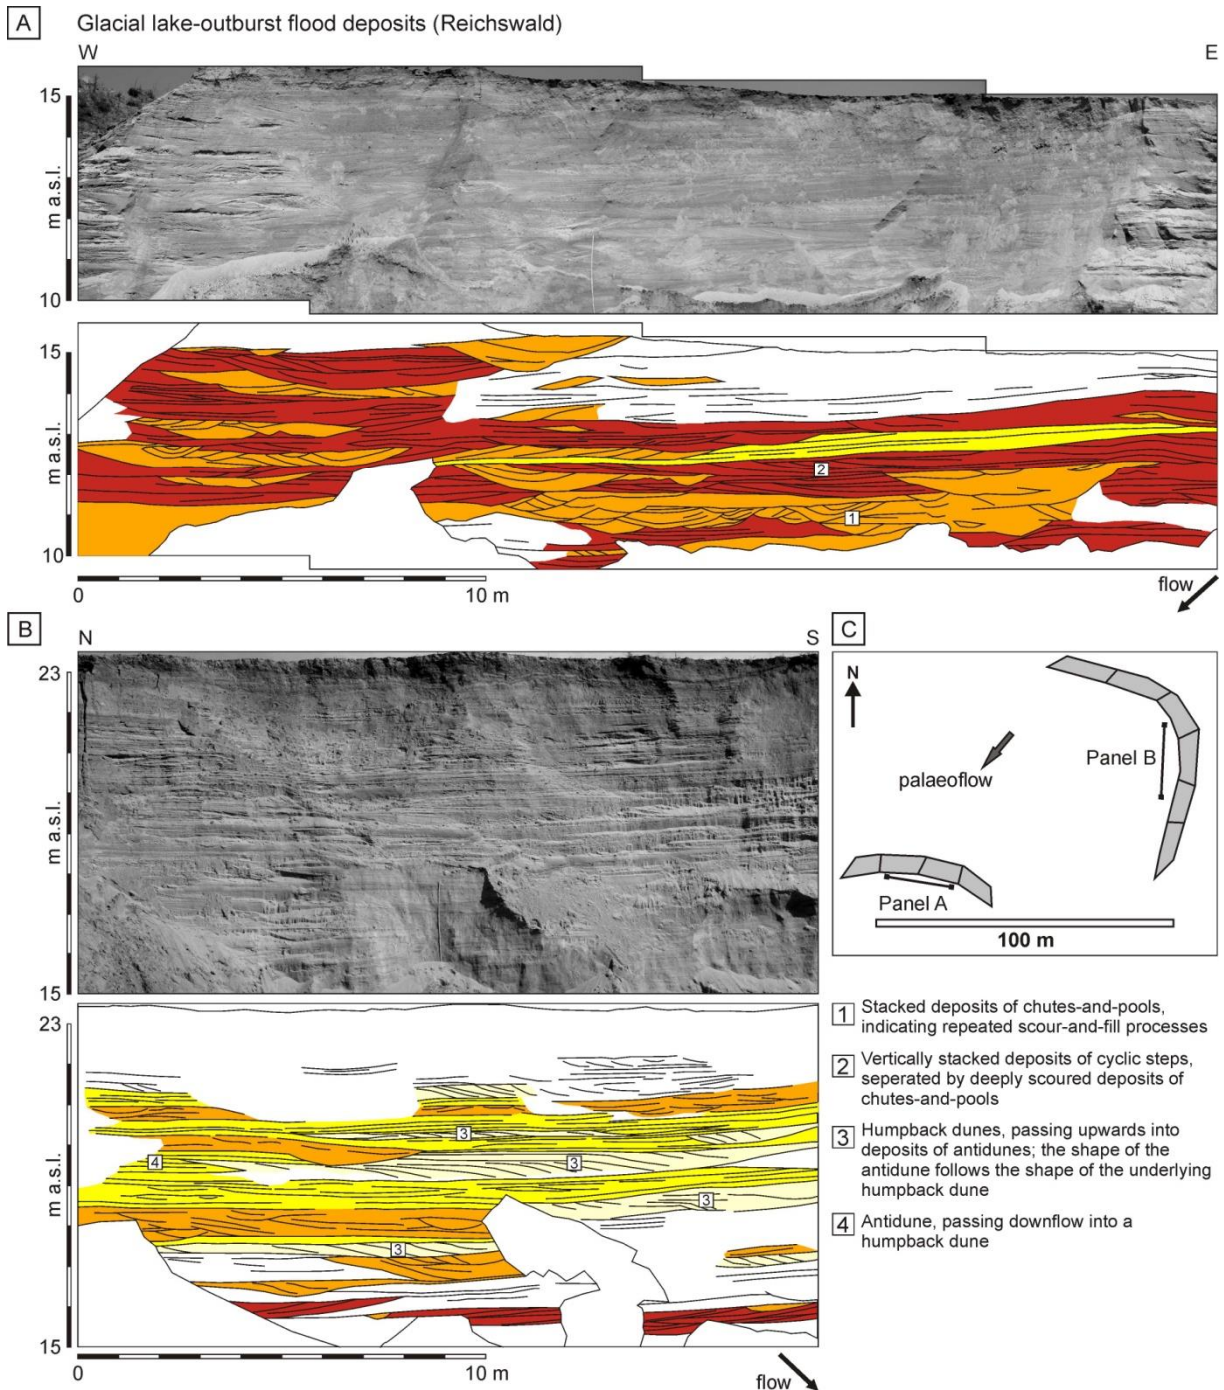 A
Glacial lake-outburst flood deposits (Reichswald)
W
E
15
m a.s.l.
10
15
m a.s.l.
10
2
1
0
10 m
flow
B
N
S
23
m a.s.l.
15
23
m a.s.l.
15
3
4
3
3
3
0
10 m
flow
C
N
palaeoflow
Panel B
Panel A
100 m
1 Stacked deposits of chutes-and-pools,
indicating repeated scour-and-fill processes
2 Vertically stacked deposits of cyclic steps,
seperated by deeply scoured deposits of
chutes-and-pools
3 Humpback dunes, passing upwards into
deposits of antidunes; the shape of the
antidune follows the shape of the underlying
humpback dune
4 Antidune, passing downflow into a
humpback dune